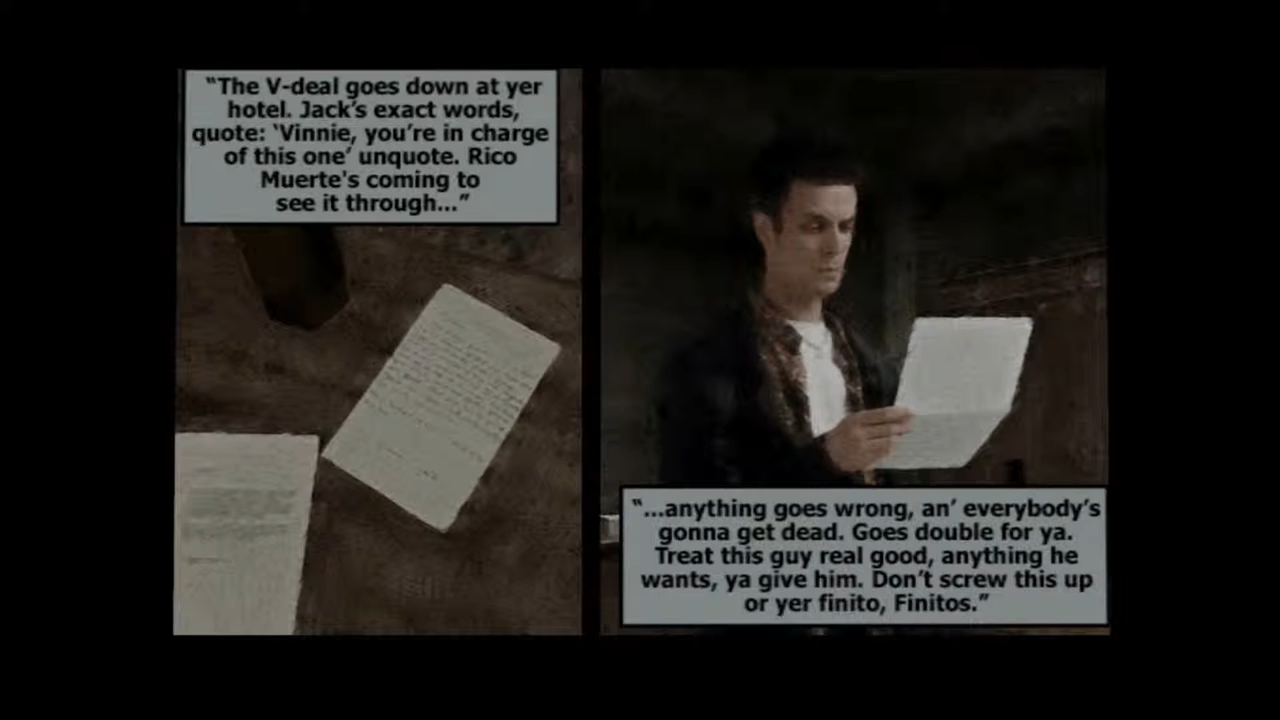 “The V-deal goes down at yer
hotel. Jack’s exact words,
quote: ‘Vinnie, you’re in charge
of this one’ unquote. Rico
Muerte's coming to
see it through...”
“...anything goes wrong, an’ everybody’s
gonna get dead. Goes double for ya.
Treat this guy real good, anything he
wants, ya give him. Don’t screw this up
or yer finito, Finitos.”